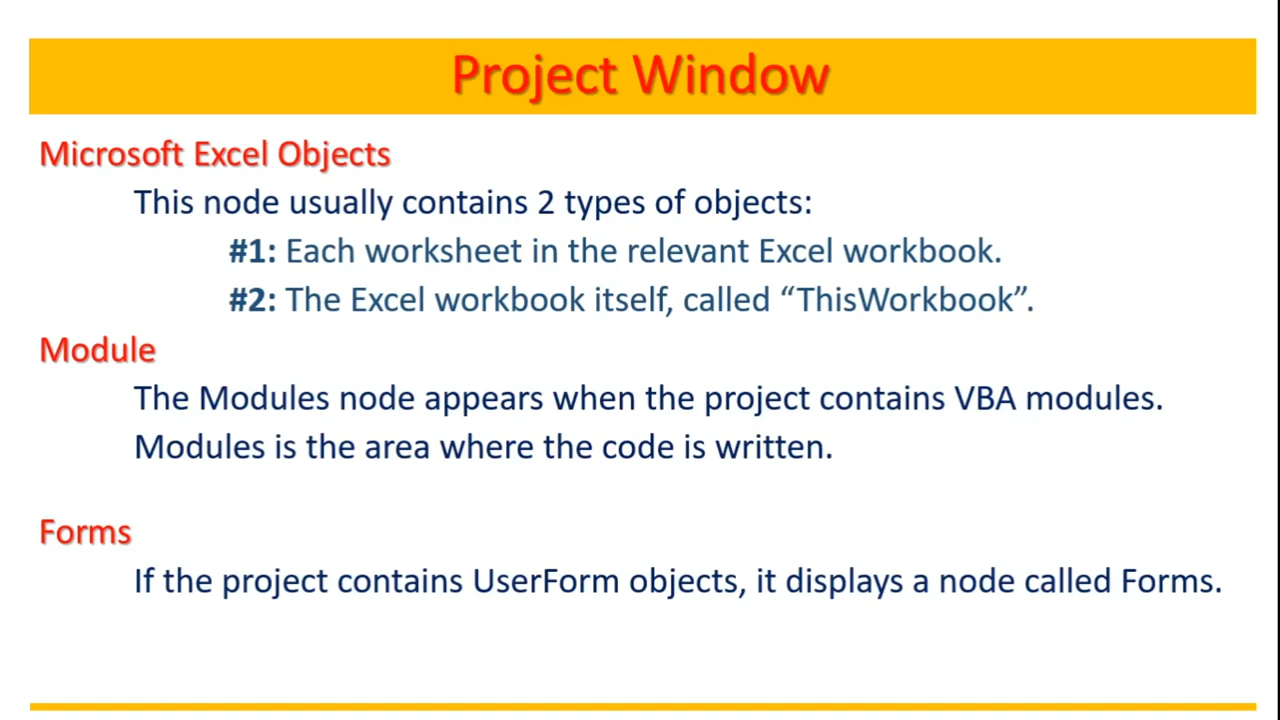 Project Window
Microsoft Excel Objects
This node usually contains 2 types of objects:
#1: Each worksheet in the relevant Excel workbook.
#2: The Excel workbook itself, called “ThisWorkbook”.
Module
The Modules node appears when the project contains VBA modules.
Modules is the area where the code is written.
Forms
If the project contains UserForm objects, it displays a node called Forms.